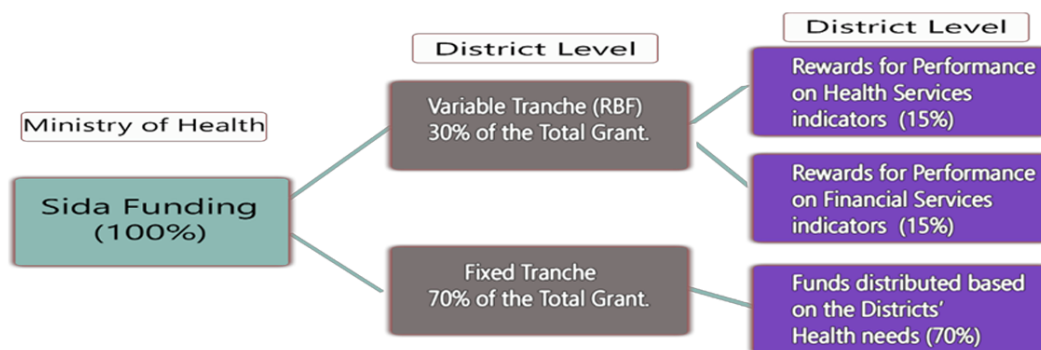 Ministry of Health
Sida Funding
(100%)
District Level
Variable Tranche (RBF)
30% of the Total Grant.
Fixed Tranche
70% of the Total Grant.
District Level
Rewards for Performance
on Health Services
indicators (15%)
Rewards for Performance
on Financial Services
indicators (15%)
Funds distributed based
on the Districts'
Health needs (70%)